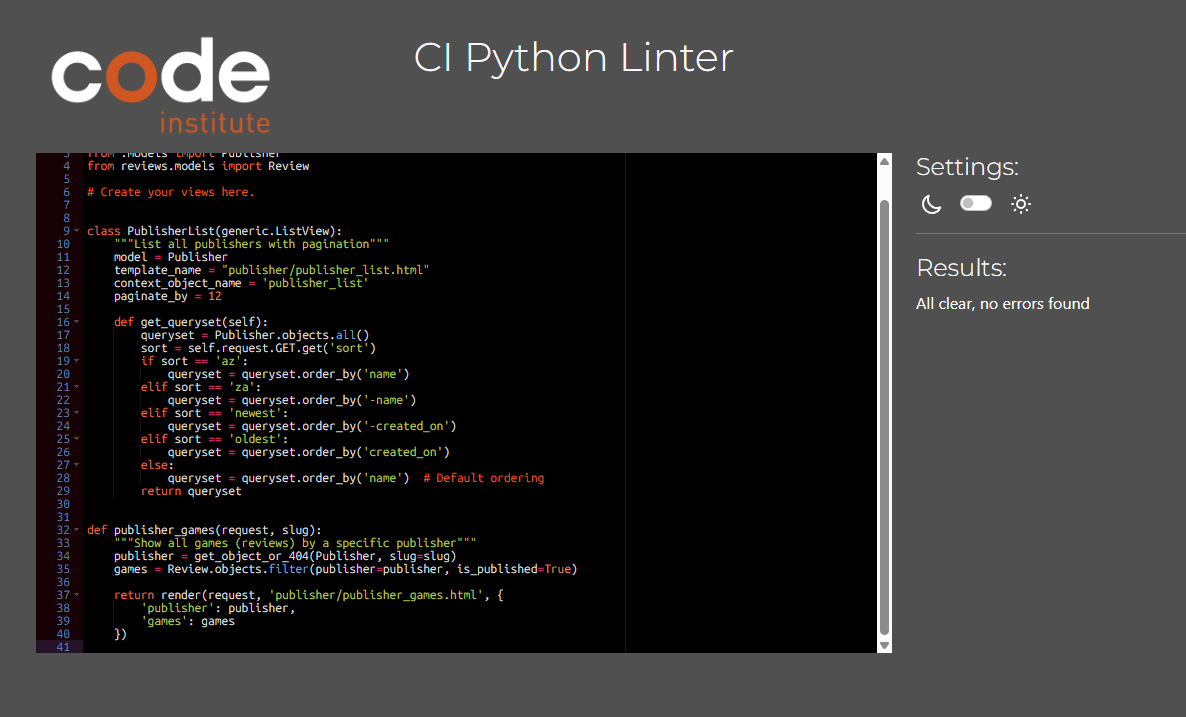 code
institute
CI Python Linter
3 from .models import Publisher
4 from reviews.models import Review
5
6 # Create your views here.
7
8
9 class PublisherList(generic.ListView):
10     """List all publishers with pagination"""
11     model = Publisher
12     template_name = "publisher/publisher_list.html"
13     context_object_name = 'publisher_list'
14     paginate_by = 12
15
16     def get_queryset(self):
17         queryset = Publisher.objects.all()
18         sort = self.request.GET.get('sort')
19         if sort == 'az':
20             queryset = queryset.order_by('name')
21         elif sort == 'za':
22             queryset = queryset.order_by('-name')
23         elif sort == 'newest':
24             queryset = queryset.order_by('-created_on')
25         elif sort == 'oldest':
26             queryset = queryset.order_by('created_on')
27         else:
28             queryset = queryset.order_by('name')  # Default ordering
29         return queryset
30
31
32 def publisher_games(request, slug):
33     """Show all games (reviews) by a specific publisher"""
34     publisher = get_object_or_404(Publisher, slug=slug)
35     games = Review.objects.filter(publisher=publisher, is_published=True)
36
37     return render(request, 'publisher/publisher_games.html', {
38         'publisher': publisher,
39         'games': games
40     })
41
Settings:
Results:
All clear, no errors found